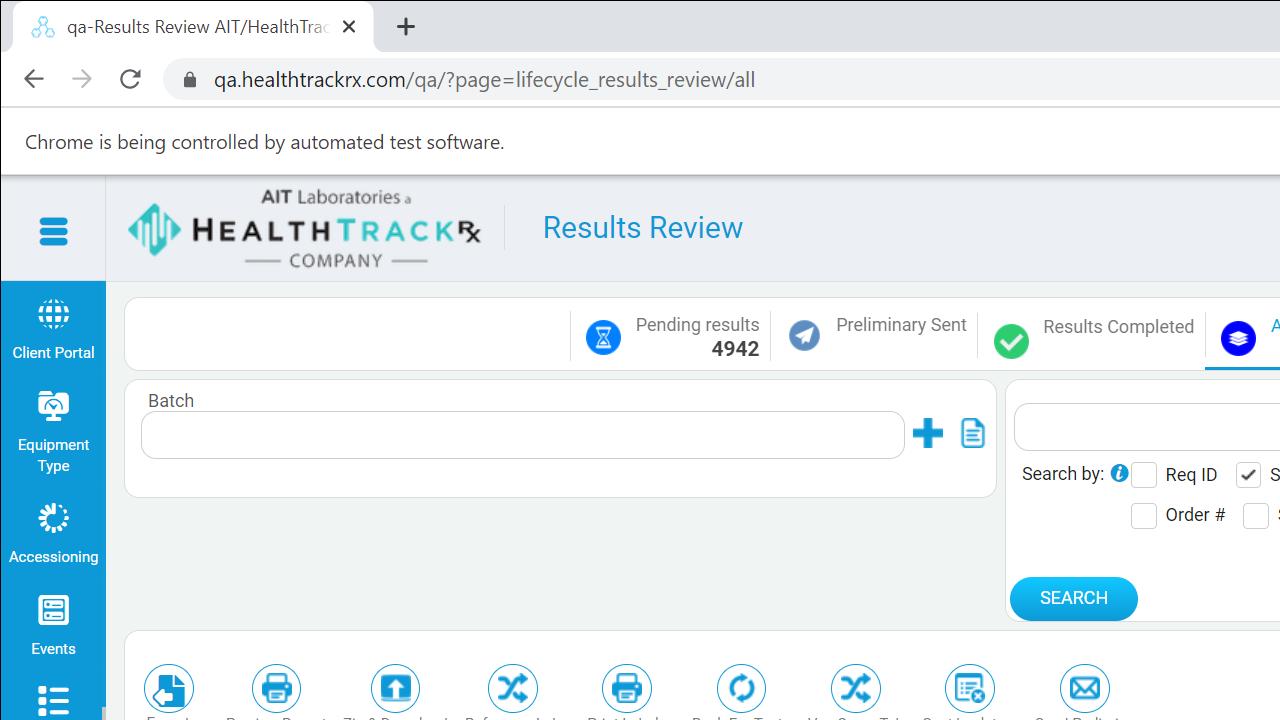 qa-Results Review AIT/HealthTrac
qa.healthtrackrx.com/qa/?page=lifecycle_results_review/all
Chrome is being controlled by automated test software.
AIT Laboratories a
HEALTHTRACKRx
COMPANY
Results Review
Client Portal
Equipment
Type
Accessioning
Events
Pending results
4942
Preliminary Sent
Results Completed
A
Batch
Search by:
Req ID
S
Order #
SEARCH